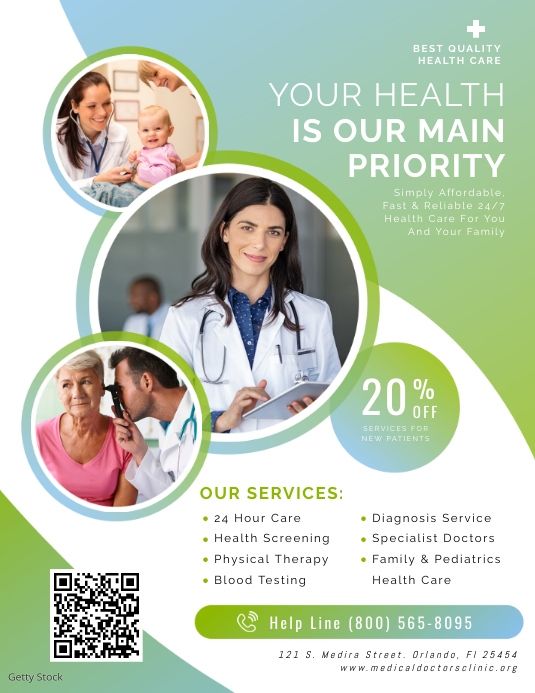 BEST QUALITY
HEALTH CARE
YOUR HEALTH
IS OUR MAIN
PRIORITY
Simply Affordable,
Fast & Reliable 24/7
Health Care For You
And Your Family
20% OFF
SERVICES FOR
NEW PATIENTS
OUR SERVICES:
• 24 Hour Care
• Health Screening
• Physical Therapy
• Blood Testing
• Diagnosis Service
• Specialist Doctors
• Family & Pediatrics
Health Care
Help Line (800) 565-8095
121 S. Medira Street. Orlando, Fl 25454
www.medicaldoctorsclinic.org
Getty Stock